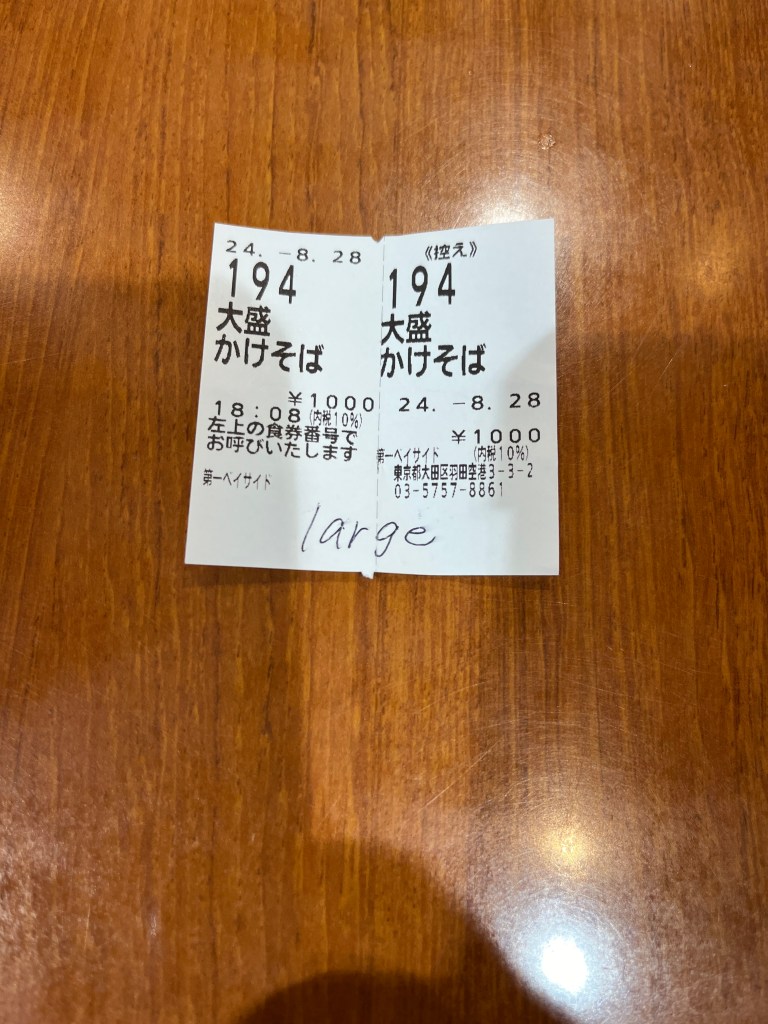 24. -8. 28
194
大盛
かけそば
¥1000
18:08 (内税10%)
左上の食券番号で
お呼びいたします
第一ベイサイド
《控え》
194
大盛
かけそば
24. -8. 28
¥1000
第一ベイサイド (内税10%)
東京都大田区羽田空港3-3-2
03-5757-8861
large